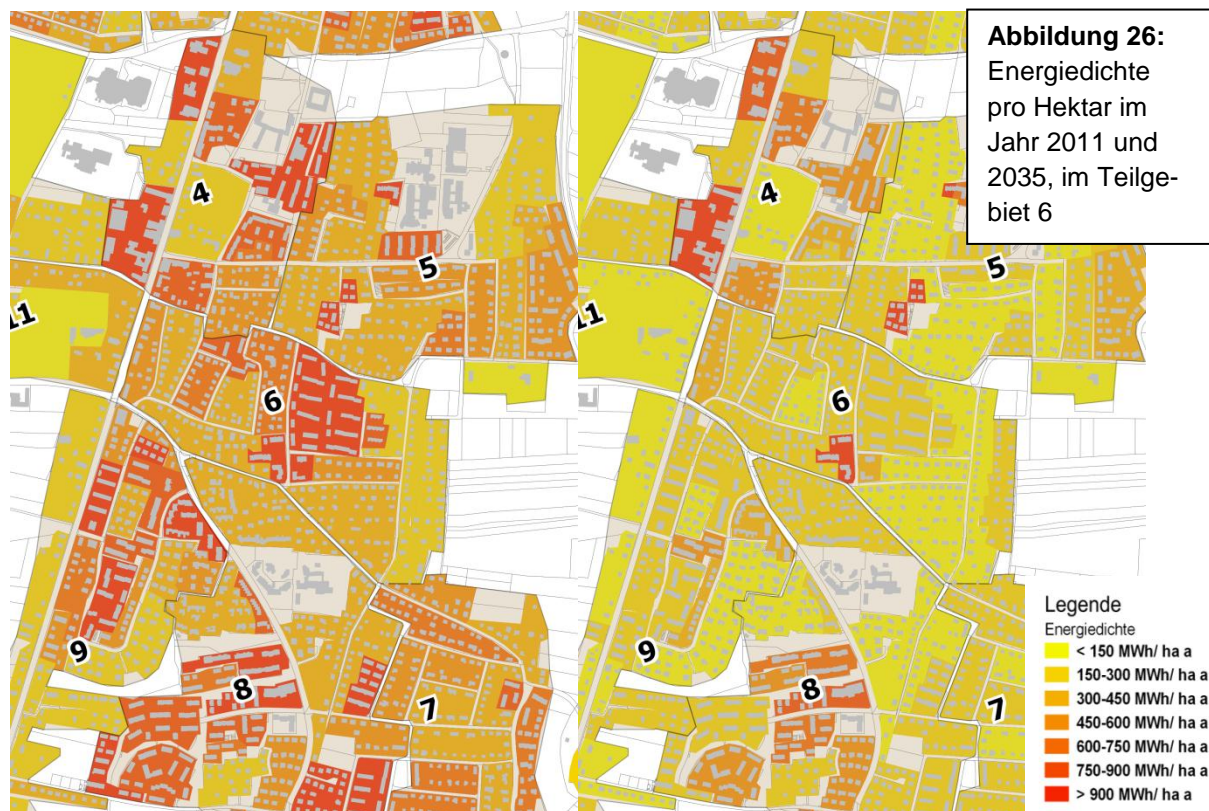 Abbildung 26:
Energiedichte
pro Hektar im
Jahr 2011 und
2035, im Teilge-
biet 6
4
5
11
6
9
8
7
4
5
11
6
9
8
7
Legende
Energiedichte
< 150 MWh/ ha a
150-300 MWh/ ha a
300-450 MWh/ ha a
450-600 MWh/ ha a
600-750 MWh/ ha a
750-900 MWh/ ha a
> 900 MWh/ ha a